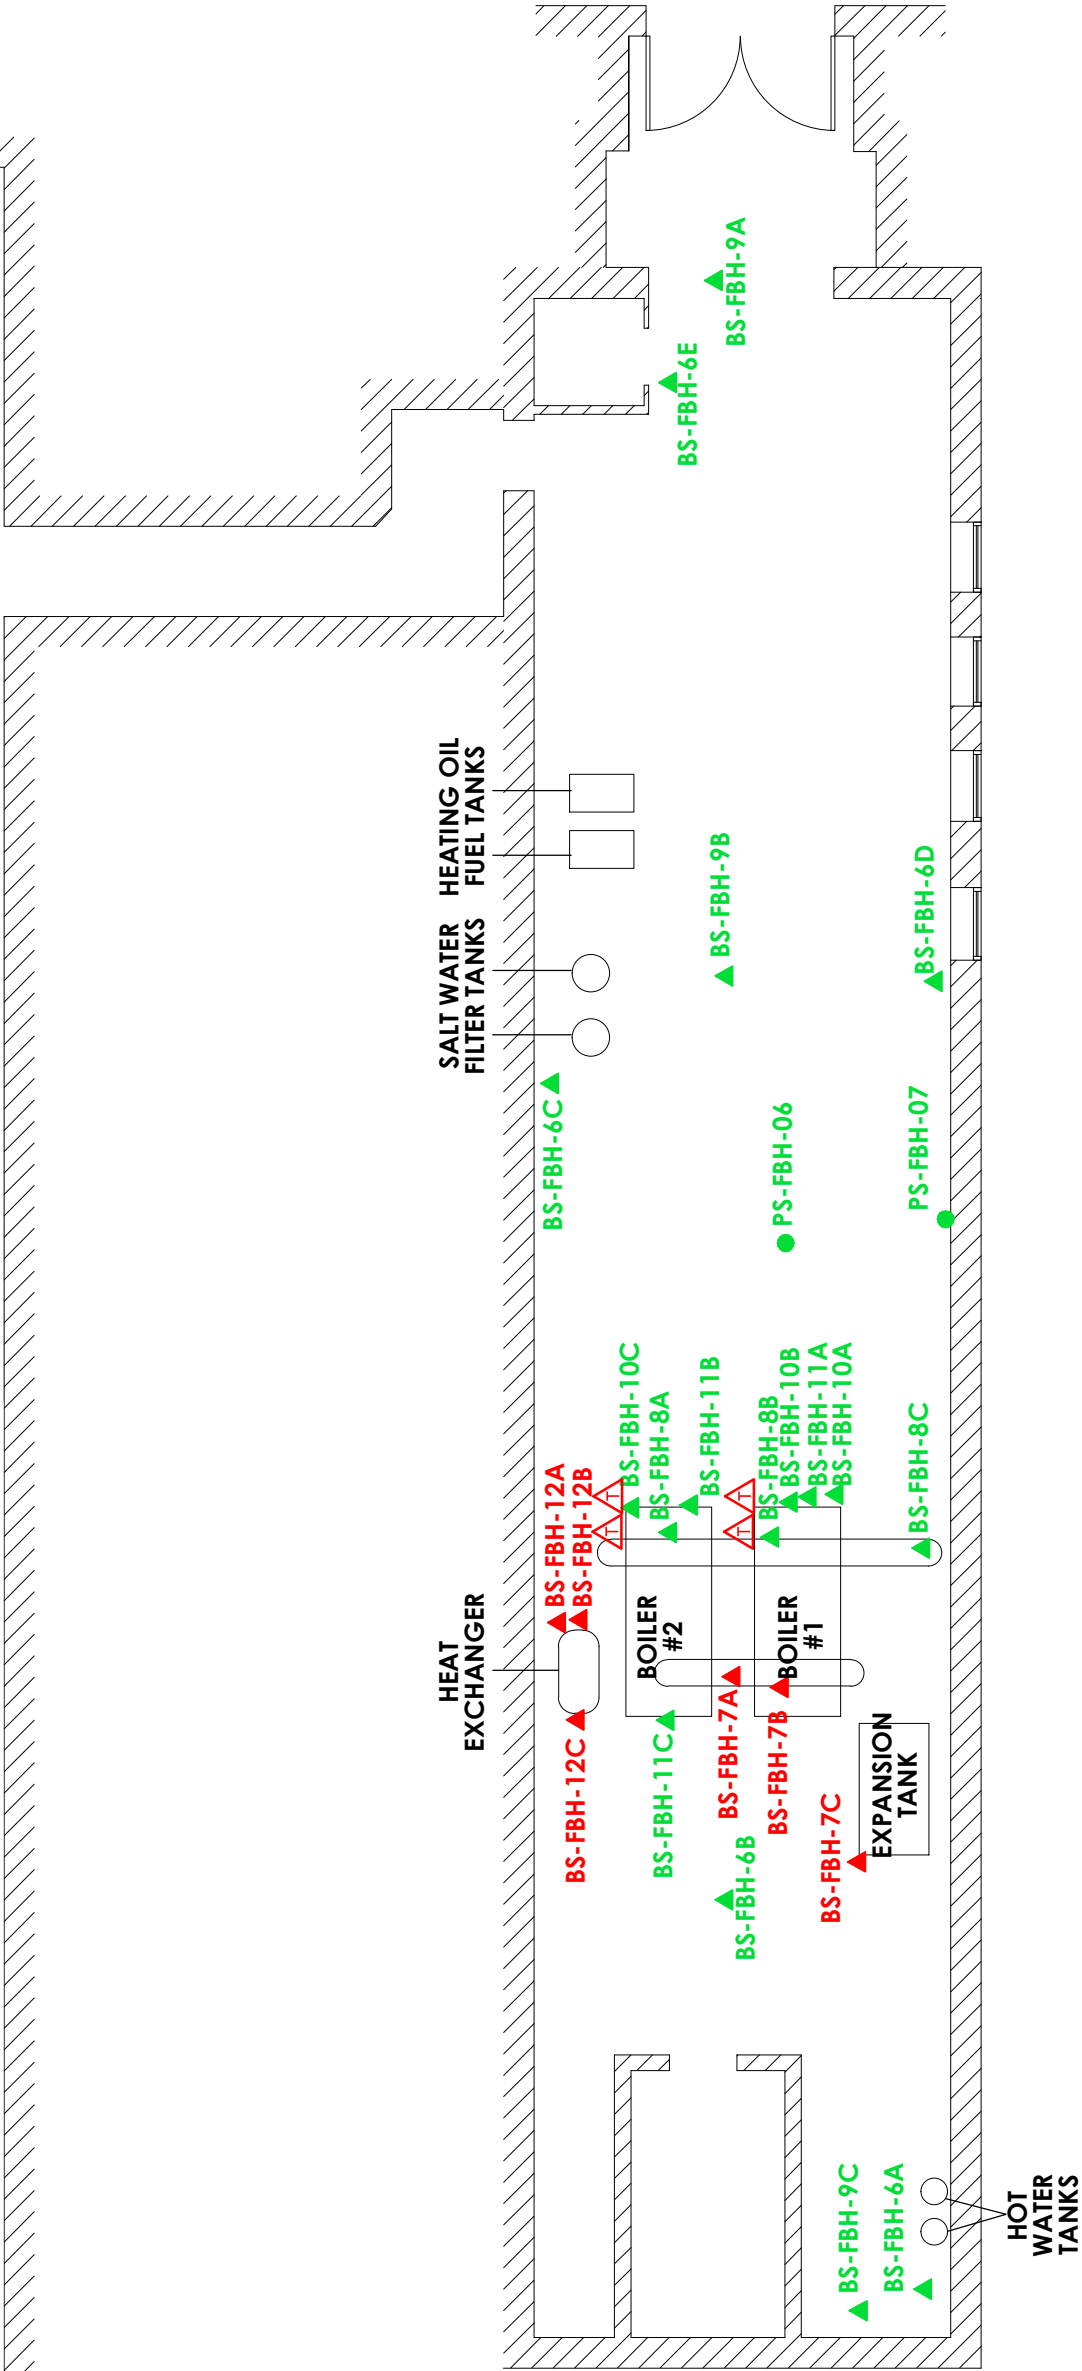 BS-FBH-9A
BS-FBH-6E
HEATING OIL
FUEL TANKS
SALT WATER
FILTER TANKS
BS-FBH-9B
BS-FBH-6D
BS-FBH-6C
PS-FBH-06
PS-FBH-07
BS-FBH-10C
BS-FBH-8A
BS-FBH-11B
BS-FBH-8B
BS-FBH-10B
BS-FBH-11A
BS-FBH-10A
BS-FBH-8C
T
T
T
T
BS-FBH-12A
BS-FBH-12B
HEAT
EXCHANGER
BOILER
#2
BOILER
#1
BS-FBH-12C
BS-FBH-11C
BS-FBH-7A
BS-FBH-7B
BS-FBH-7C
EXPANSION
TANK
BS-FBH-6B
BS-FBH-9C
BS-FBH-6A
HOT
WATER
TANKS